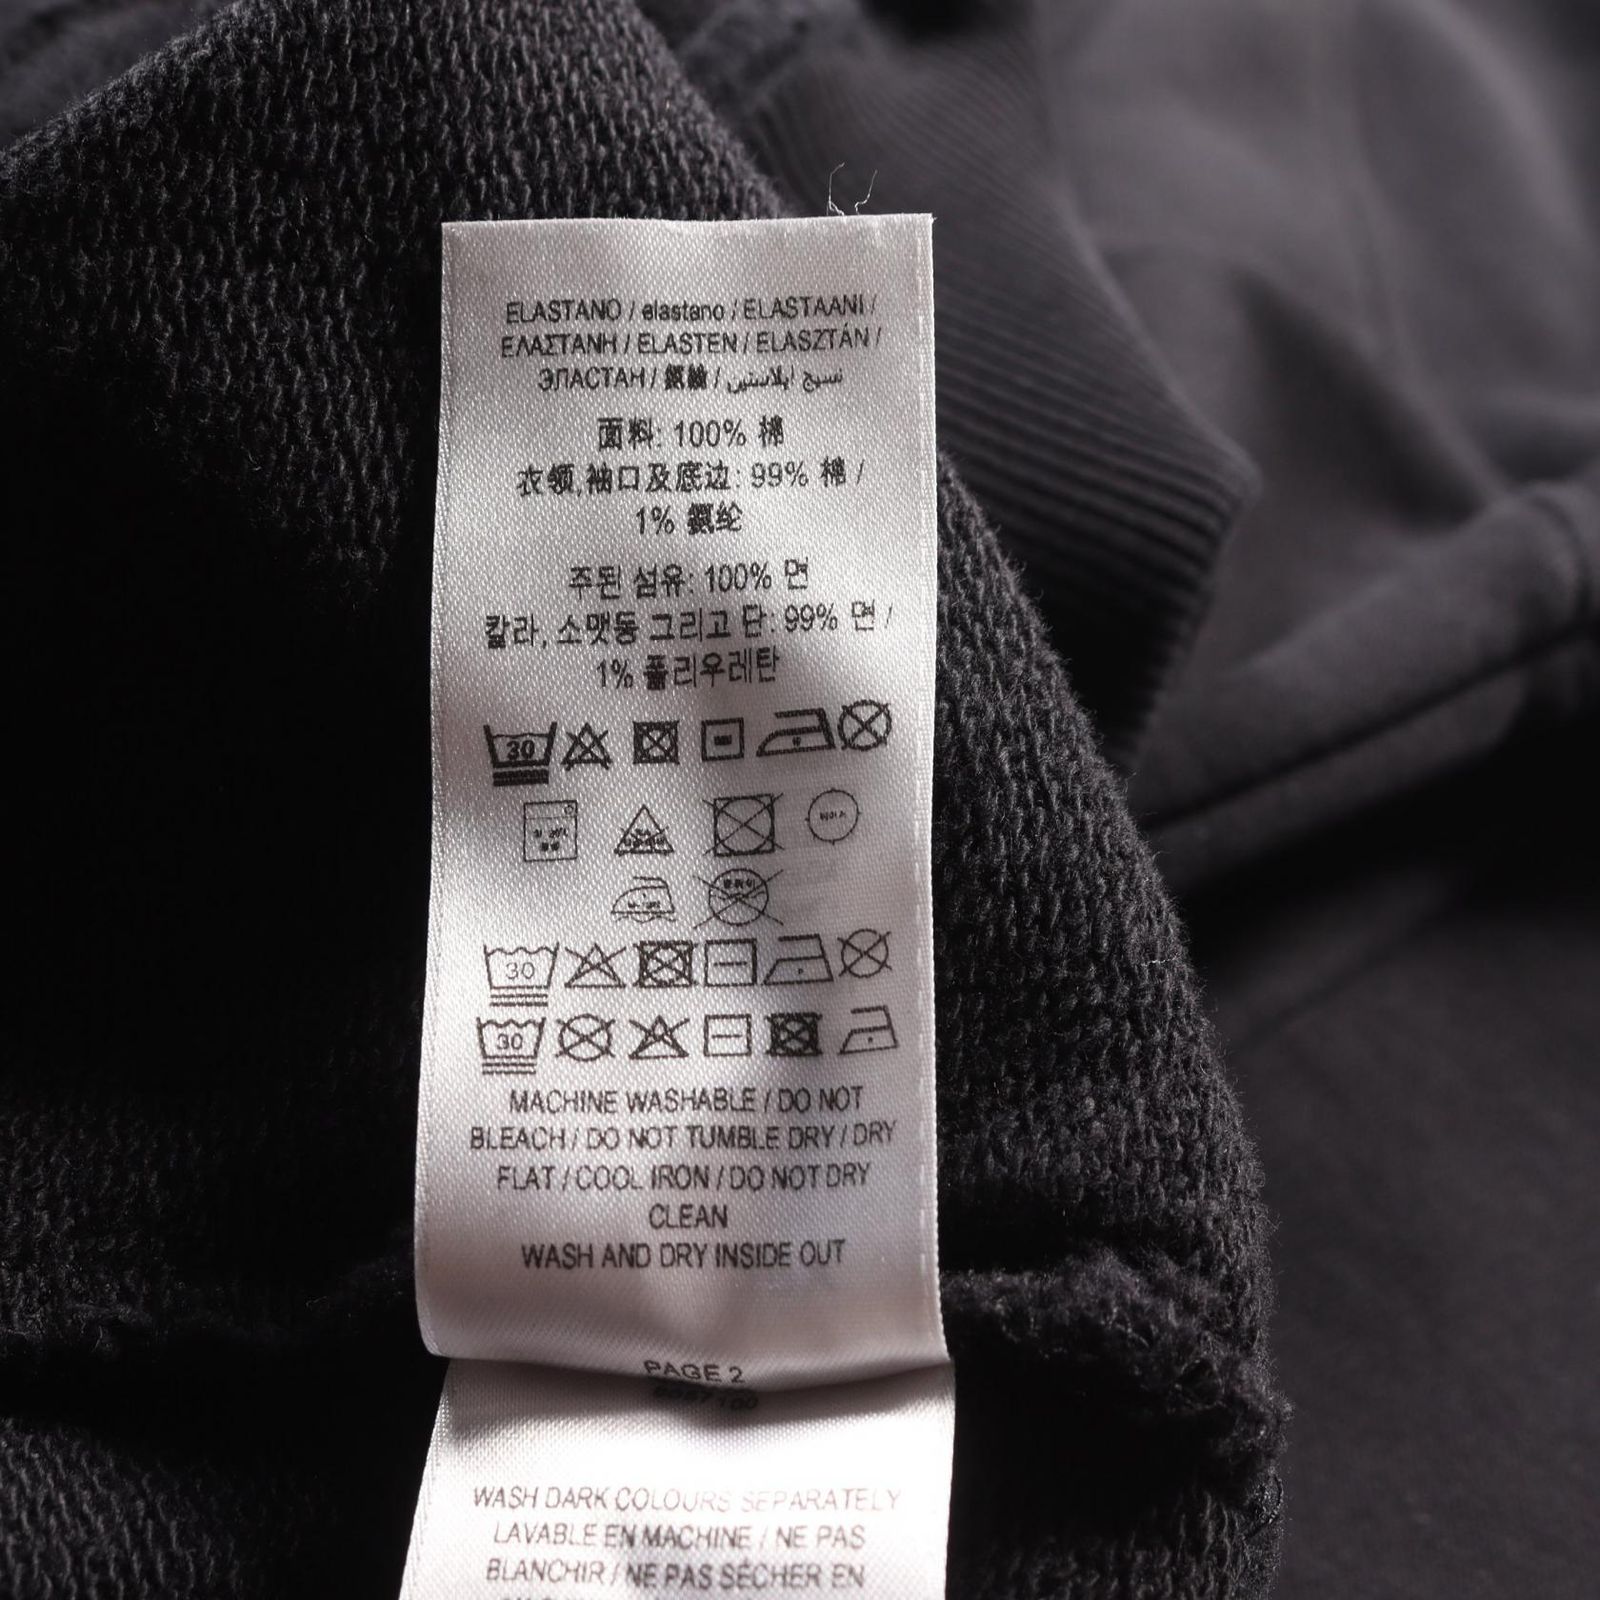 ELASTANO / elastano / ELASTAANI /
ΕΛΑΣΤΑΝΗ / ELASTEN / ELASZTÁN /
ЭЛАСТАН / 氨綸 / نسيج ايلاستين
面料: 100% 棉
衣领,袖口及底边: 99% 棉 /
1% 氨纶
주된 섬유: 100% 면
칼라, 소맷동 그리고 단: 99% 면 /
1% 폴리우레탄
30
30
30
MACHINE WASHABLE / DO NOT
BLEACH / DO NOT TUMBLE DRY / DRY
FLAT / COOL IRON / DO NOT DRY
CLEAN
WASH AND DRY INSIDE OUT
PAGE 2
WASH DARK COLOURS SEPARATELY
LAVABLE EN MACHINE / NE PAS
BLANCHIR / NE PAS SÉCHER EN